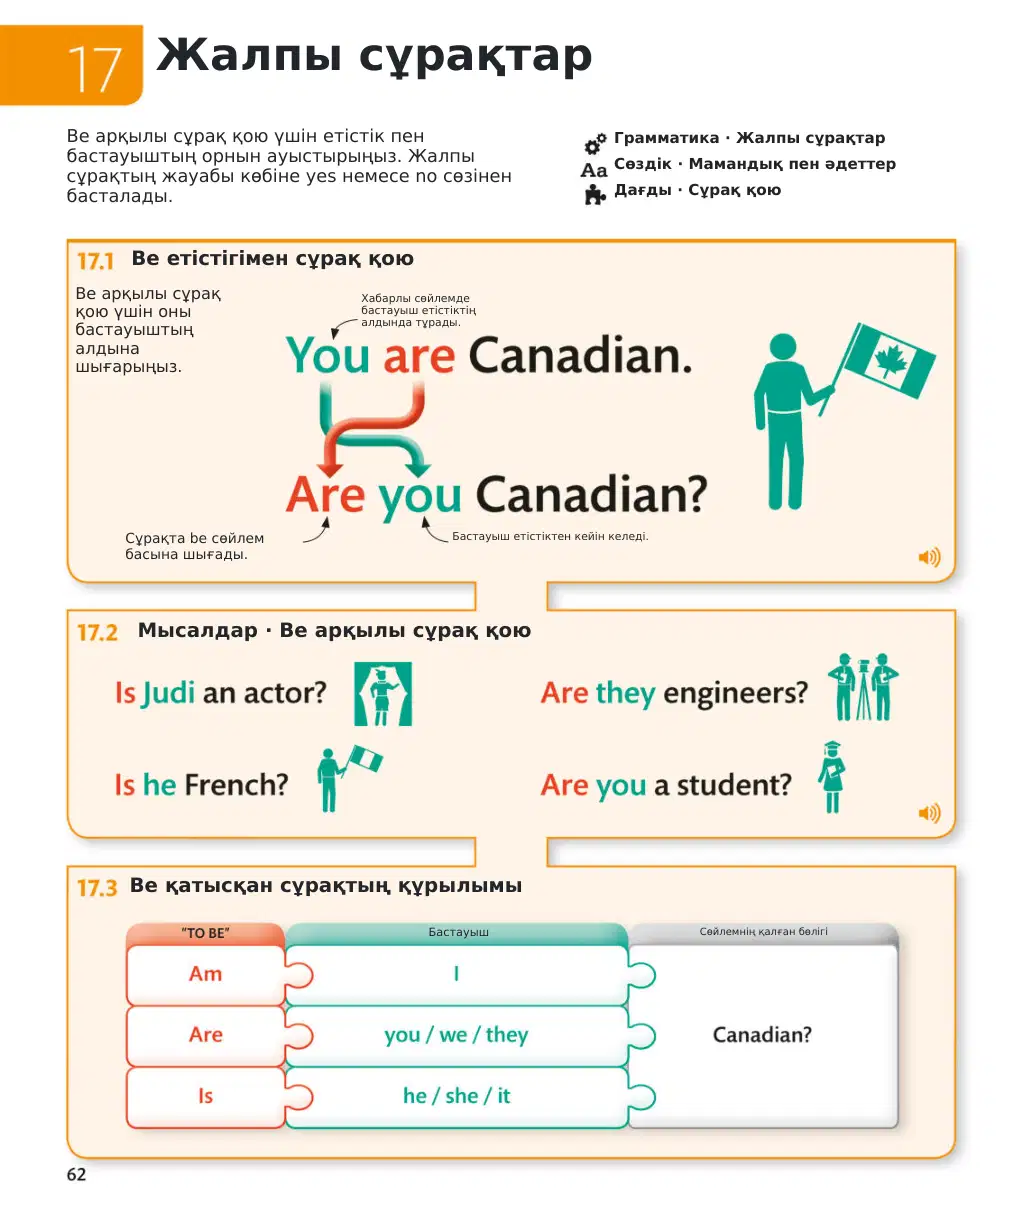 17
Жалпы сұрақтар
Be арқылы сұрақ қою үшін етістік пен
бастауыштың орнын ауыстырыңыз. Жалпы
сұрақтың жауабы көбіне yes немесе no сөзінен
басталады.
Грамматика · Жалпы сұрақтар
Aa Сөздік · Мамандық пен әдеттер
Дағды · Сұрақ қою
17.1 Be етістігімен сұрақ қою
Be арқылы сұрақ
қою үшін оны
бастауыштың
алдына
шығарыңыз.
Хабарлы сөйлемде
бастауыш етістіктің
алдында тұрады.
You are Canadian.
Are you Canadian?
Сұрақта be сөйлем
басына шығады.
Бастауыш етістіктен кейін келеді.
17.2 Мысалдар · Be арқылы сұрақ қою
Is Judi an actor?
Are they engineers?
Is he French?
Are you a student?
17.3 Be қатысқан сұрақтың құрылымы
"TO BE" Бастауыш Сөйлемнің қалған бөлігі
Am I
Are you / we / they Canadian?
Is he / she / it
62